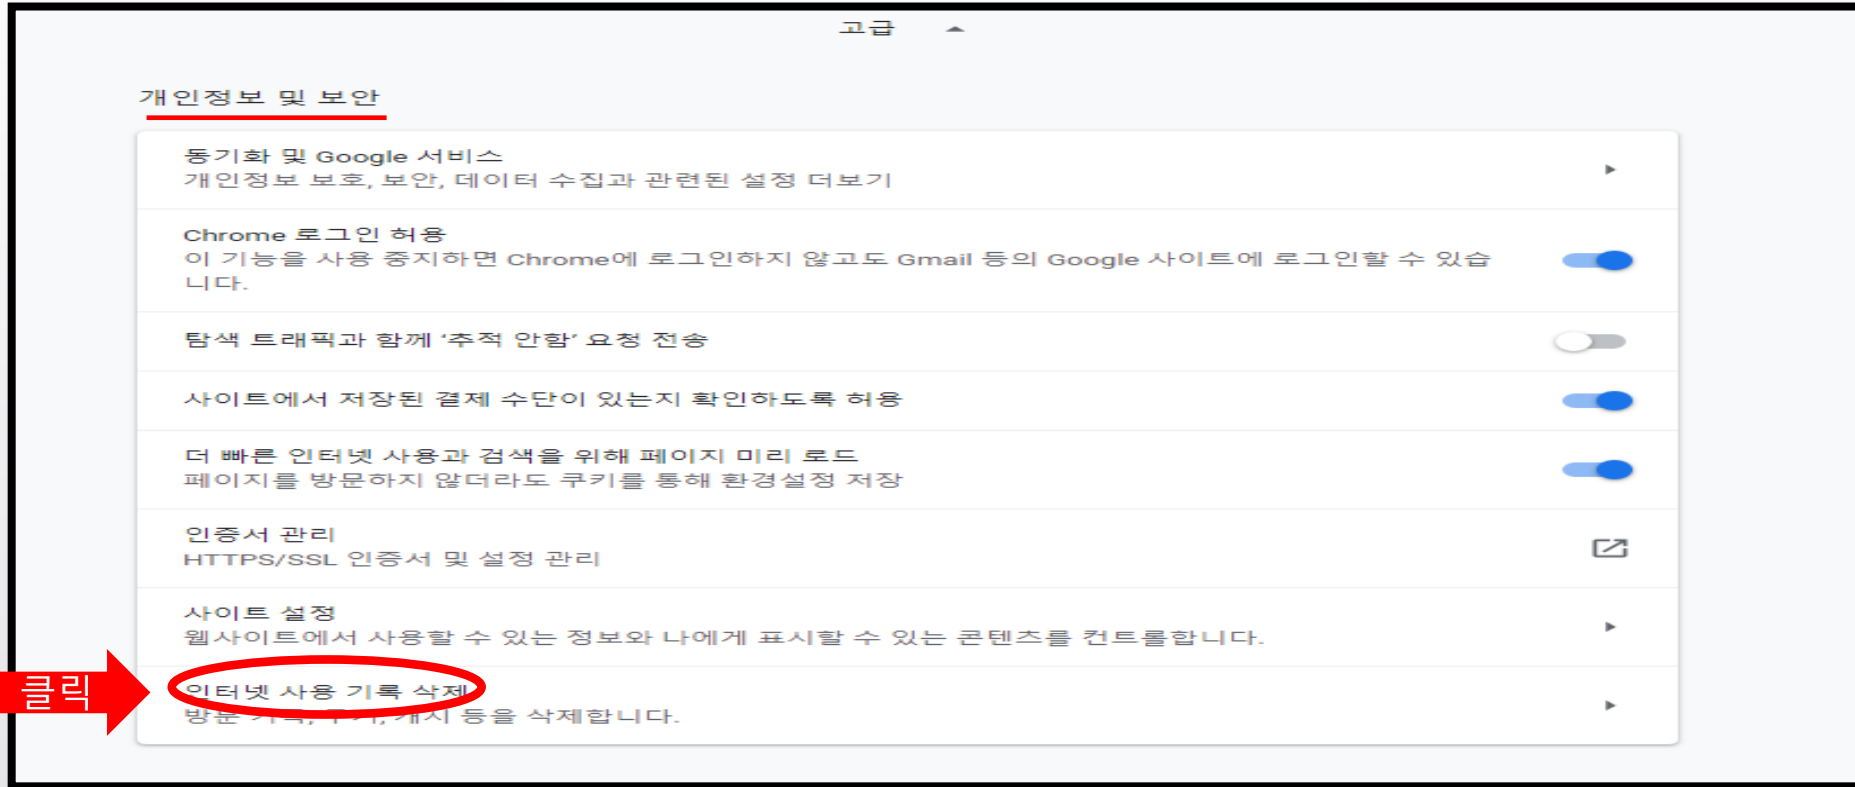 고급
개인정보 및 보안
동기화 및 Google 서비스
개인정보 보호, 보안, 데이터 수집과 관련된 설정 더보기
Chrome 로그인 허용
이 기능을 사용 중지하면 Chrome에 로그인하지 않고도 Gmail 등의 Google 사이트에 로그인할 수 있습
니다.
탐색 트래픽과 함께 ‘추적 안함’ 요청 전송
사이트에서 저장된 결제 수단이 있는지 확인하도록 허용
더 빠른 인터넷 사용과 검색을 위해 페이지 미리 로드
페이지를 방문하지 않더라도 쿠키를 통해 환경설정 저장
인증서 관리
HTTPS/SSL 인증서 및 설정 관리
사이트 설정
웹사이트에서 사용할 수 있는 정보와 나에게 표시할 수 있는 콘텐츠를 컨트롤합니다.
클릭
인터넷 사용 기록 삭제
방문 기록, 쿠키, 캐시 등을 삭제합니다.